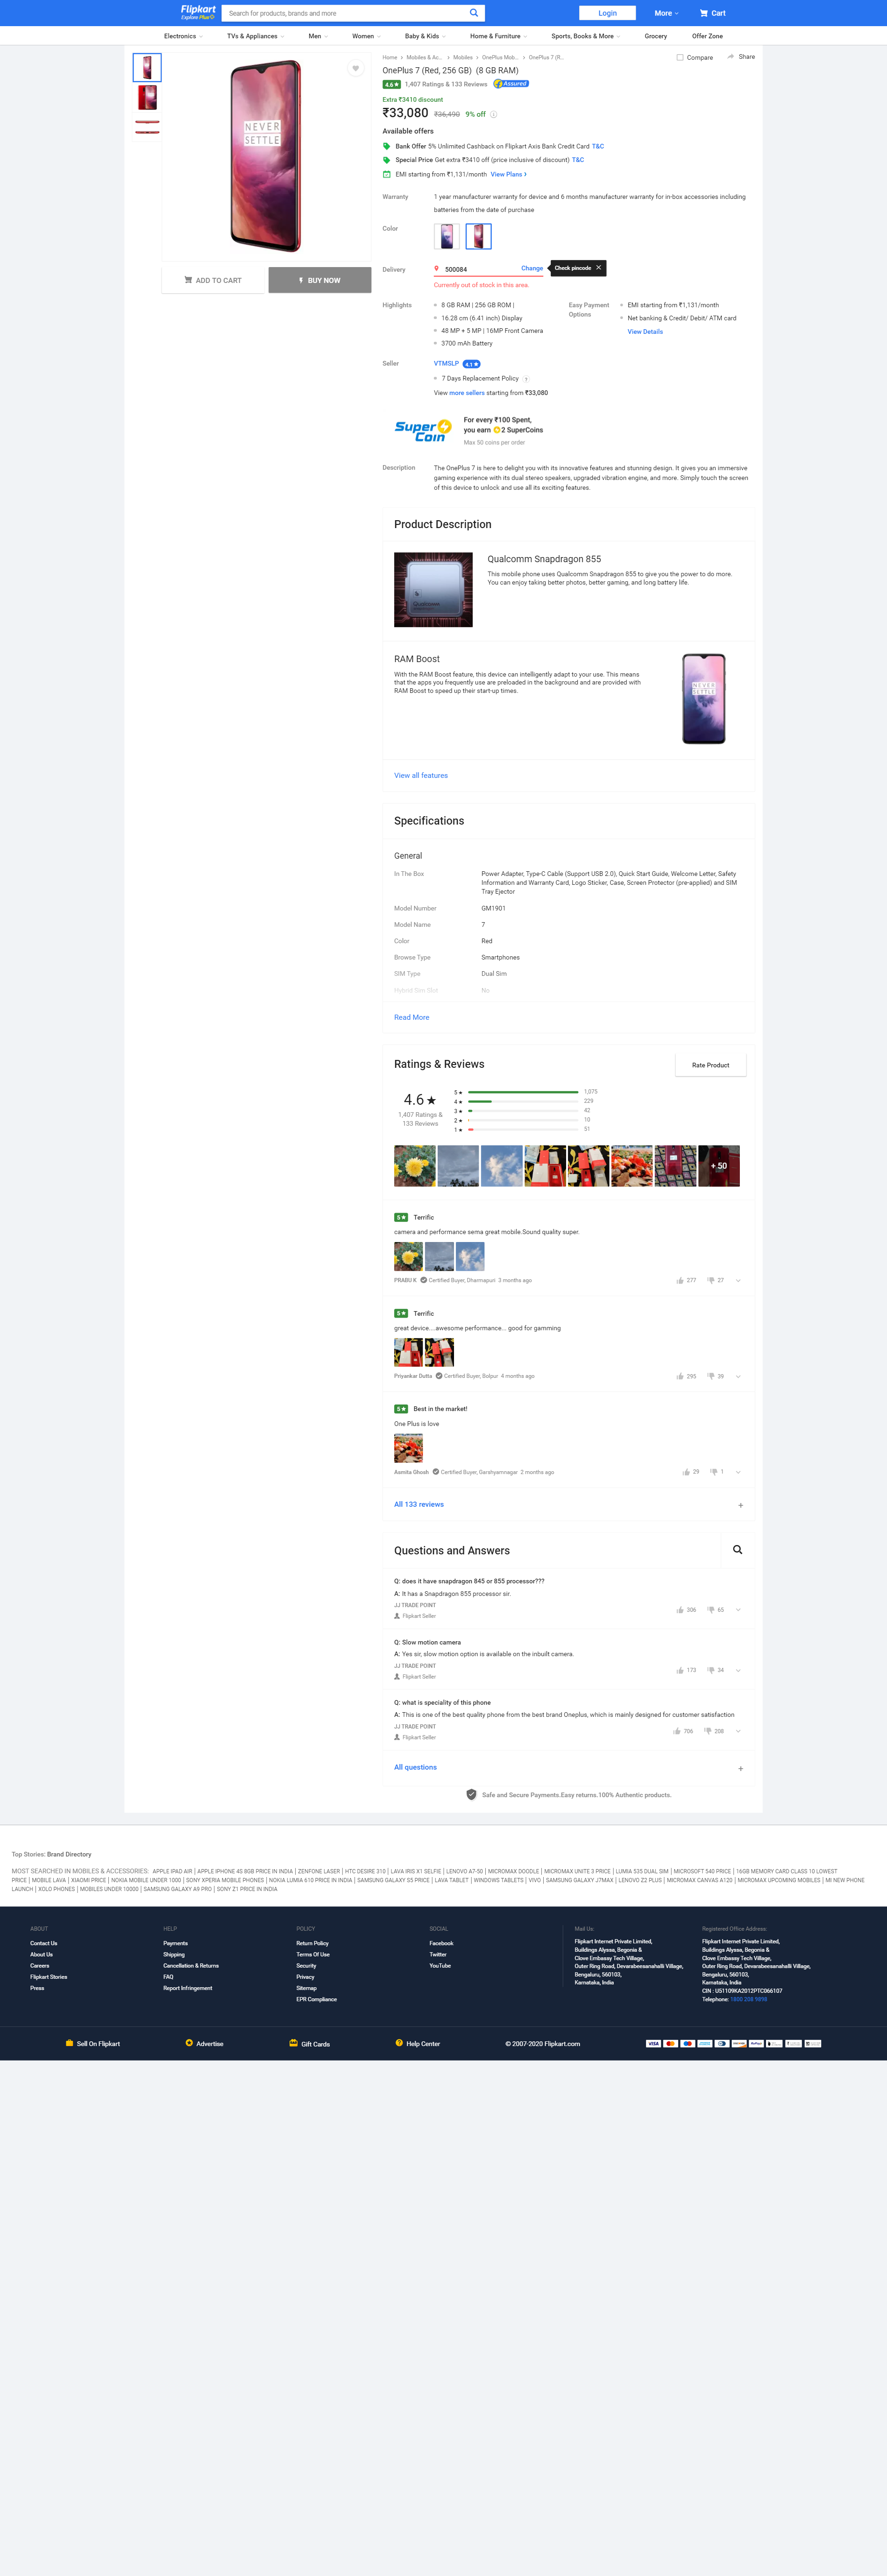 Flipkart
Explore Plus
Search for products, brands and more
Login
More
Cart
Electronics
TVs & Appliances
Men
Women
Baby & Kids
Home & Furniture
Sports, Books & More
Grocery
Offer Zone
Home > Mobiles & Ac... > Mobiles > OnePlus Mob... > OnePlus 7 (R...
Compare
Share
OnePlus 7 (Red, 256 GB) (8 GB RAM)
4.6★ 1,407 Ratings & 133 Reviews Assured
Extra ₹3410 discount
₹33,080 ₹36,490 9% off
Available offers
Bank Offer 5% Unlimited Cashback on Flipkart Axis Bank Credit Card T&C
Special Price Get extra ₹3410 off (price inclusive of discount) T&C
EMI starting from ₹1,131/month View Plans >
NEVER
SETTLE
ADD TO CART
BUY NOW
Warranty
1 year manufacturer warranty for device and 6 months manufacturer warranty for in-box accessories including
batteries from the date of purchase
Color
Delivery
500084
Change
Check pincode
Currently out of stock in this area.
Highlights
8 GB RAM | 256 GB ROM |
16.28 cm (6.41 inch) Display
48 MP + 5 MP | 16MP Front Camera
3700 mAh Battery
Easy Payment
Options
EMI starting from ₹1,131/month
Net banking & Credit/ Debit/ ATM card
View Details
Seller
VTMSLP 4.1★
7 Days Replacement Policy ?
View more sellers starting from ₹33,080
Super
Coin
For every ₹100 Spent,
you earn 2 SuperCoins
Max 50 coins per order
Description
The OnePlus 7 is here to delight you with its innovative features and stunning design. It gives you an immersive
gaming experience with its dual stereo speakers, upgraded vibration engine, and more. Simply touch the screen
of this device to unlock and use all its exciting features.
Product Description
Qualcomm
Qualcomm Snapdragon 855
This mobile phone uses Qualcomm Snapdragon 855 to give you the power to do more.
You can enjoy taking better photos, better gaming, and long battery life.
RAM Boost
With the RAM Boost feature, this device can intelligently adapt to your use. This means
that the apps you frequently use are preloaded in the background and are provided with
RAM Boost to speed up their start-up times.
NEVER
SETTLE
View all features
Specifications
General
In The Box
Power Adapter, Type-C Cable (Support USB 2.0), Quick Start Guide, Welcome Letter, Safety
Information and Warranty Card, Logo Sticker, Case, Screen Protector (pre-applied) and SIM
Tray Ejector
Model Number GM1901
Model Name 7
Color Red
Browse Type Smartphones
SIM Type Dual Sim
Hybrid Sim Slot No
Read More
Ratings & Reviews
Rate Product
4.6★
1,407 Ratings &
133 Reviews
5★ 1,075
4★ 229
3★ 42
2★ 10
1★ 51
+ 50
5★ Terrific
camera and performance sema great mobile.Sound quality super.
PRABU K Certified Buyer, Dharmapuri 3 months ago
277 27
5★ Terrific
great device....awesome performance... good for gamming
Priyankar Dutta Certified Buyer, Bolpur 4 months ago
295 39
5★ Best in the market!
One Plus is love
Asmita Ghosh Certified Buyer, Garshyamnagar 2 months ago
29 1
All 133 reviews +
Questions and Answers
Q: does it have snapdragon 845 or 855 processor???
A: It has a Snapdragon 855 processor sir.
JJ TRADE POINT
Flipkart Seller
306 65
Q: Slow motion camera
A: Yes sir, slow motion option is available on the inbuilt camera.
JJ TRADE POINT
Flipkart Seller
173 34
Q: what is speciality of this phone
A: This is one of the best quality phone from the best brand Oneplus, which is mainly designed for customer satisfaction
JJ TRADE POINT
Flipkart Seller
706 208
All questions +
Safe and Secure Payments.Easy returns.100% Authentic products.
Top Stories: Brand Directory
MOST SEARCHED IN MOBILES & ACCESSORIES: APPLE IPAD AIR | APPLE IPHONE 4S 8GB PRICE IN INDIA | ZENFONE LASER | HTC DESIRE 310 | LAVA IRIS X1 SELFIE | LENOVO A7-50 | MICROMAX DOODLE | MICROMAX UNITE 3 PRICE | LUMIA 535 DUAL SIM | MICROSOFT 540 PRICE | 16GB MEMORY CARD CLASS 10 LOWEST
PRICE | MOBILE LAVA | XIAOMI PRICE | NOKIA MOBILE UNDER 1000 | SONY XPERIA MOBILE PHONES | NOKIA LUMIA 610 PRICE IN INDIA | SAMSUNG GALAXY S5 PRICE | LAVA TABLET | WINDOWS TABLETS | VIVO | SAMSUNG GALAXY J7MAX | LENOVO Z2 PLUS | MICROMAX CANVAS A120 | MICROMAX UPCOMING MOBILES | MI NEW PHONE
LAUNCH | XOLO PHONES | MOBILES UNDER 10000 | SAMSUNG GALAXY A9 PRO | SONY Z1 PRICE IN INDIA
ABOUT
Contact Us
About Us
Careers
Flipkart Stories
Press
HELP
Payments
Shipping
Cancellation & Returns
FAQ
Report Infringement
POLICY
Return Policy
Terms Of Use
Security
Privacy
Sitemap
EPR Compliance
SOCIAL
Facebook
Twitter
YouTube
Mail Us:
Flipkart Internet Private Limited,
Buildings Alyssa, Begonia &
Clove Embassy Tech Village,
Outer Ring Road, Devarabeesanahalli Village,
Bengaluru, 560103,
Karnataka, India
Registered Office Address:
Flipkart Internet Private Limited,
Buildings Alyssa, Begonia &
Clove Embassy Tech Village,
Outer Ring Road, Devarabeesanahalli Village,
Bengaluru, 560103,
Karnataka, India
CIN : U51109KA2012PTC066107
Telephone: 1800 208 9898
Sell On Flipkart
Advertise
Gift Cards
Help Center
© 2007-2020 Flipkart.com
VISA